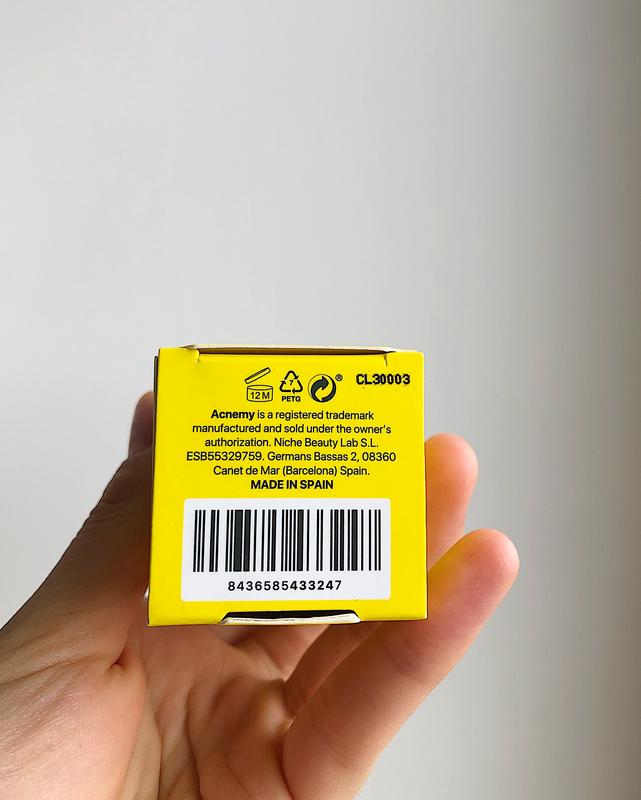 12 M
7
PETG
®
CL30003
Acnemy is a registered trademark
manufactured and sold under the owner's
authorization. Niche Beauty Lab S.L.
ESB55329759. Germans Bassas 2, 08360
Canet de Mar (Barcelona) Spain.
MADE IN SPAIN
8436585433247